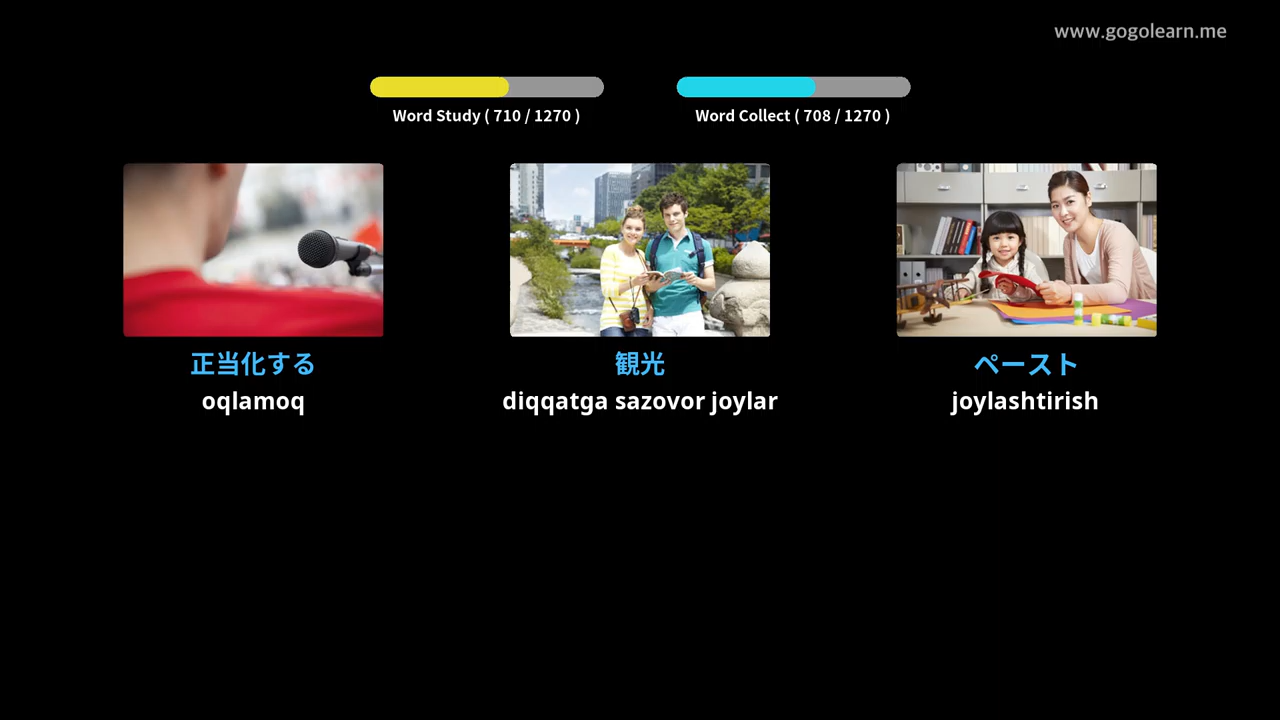 www.gogolearn.me
Word Study ( 710 / 1270 )
Word Collect ( 708 / 1270 )
正当化する
oqlamoq
観光
diqqatga sazovor joylar
ペースト
joylashtirish